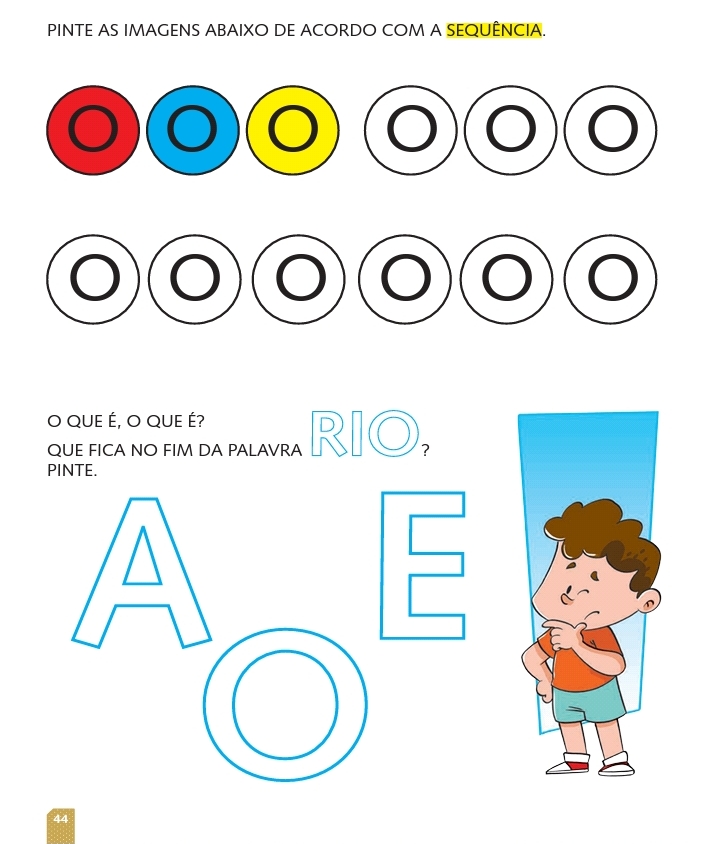 PINTE AS IMAGENS ABAIXO DE ACORDO COM A SEQUÊNCIA.
O O O O O O
O O O O O O
O QUE É, O QUE É?
QUE FICA NO FIM DA PALAVRA RIO?
PINTE.
A E
O
44